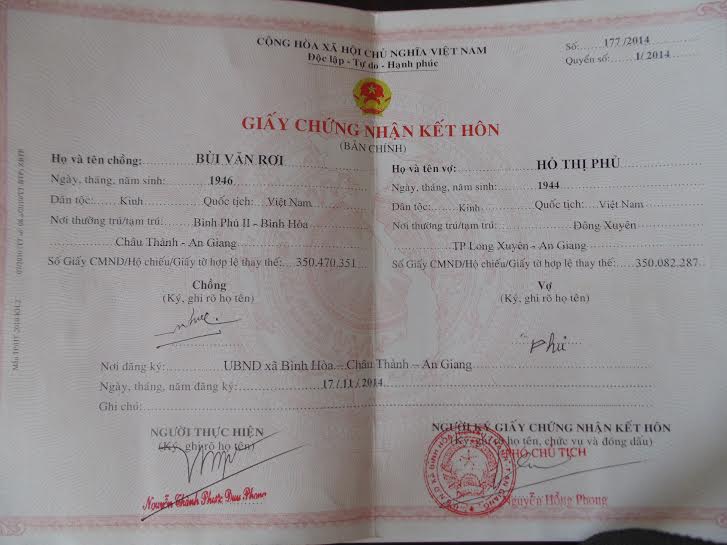 CỘNG HÒA XÃ HỘI CHỦ NGHĨA VIỆT NAM
Độc lập - Tự do - Hạnh phúc
Số: 177/2014
Quyển số: 1/2014
GIẤY CHỨNG NHẬN KẾT HÔN
(BẢN CHÍNH)
Họ và tên chồng: BÙI VĂN RƠI
Ngày, tháng, năm sinh: 1946
Dân tộc: Kinh Quốc tịch: Việt Nam
Nơi thường trú/tạm trú: Bình Phú II - Bình Hòa
Châu Thành - An Giang
Số Giấy CMND/Hộ chiếu/Giấy tờ hợp lệ thay thế: 350.470.351
Chồng
(Ký, ghi rõ họ tên)
Họ và tên vợ: HỒ THỊ PHÙ
Ngày, tháng, năm sinh: 1944
Dân tộc: Kinh Quốc tịch: Việt Nam
Nơi thường trú/tạm trú: Đông Xuyên
TP Long Xuyên - An Giang
Số Giấy CMND/Hộ chiếu/Giấy tờ hợp lệ thay thế: 350.082.287
Vợ
(Ký, ghi rõ họ tên)
Phù
Nơi đăng ký: UBND xã Bình Hòa – Châu Thành – An Giang
Ngày, tháng, năm đăng ký: 17/11/2014
Ghi chú:
NGƯỜI THỰC HIỆN
(Ký, ghi rõ họ tên)
Nguyễn Thành Phước Duy Phong
NGƯỜI KÝ GIẤY CHỨNG NHẬN KẾT HÔN
(Ký, ghi rõ họ tên, chức vụ và đóng dấu)
PHÓ CHỦ TỊCH
Nguyễn Hồng Phong